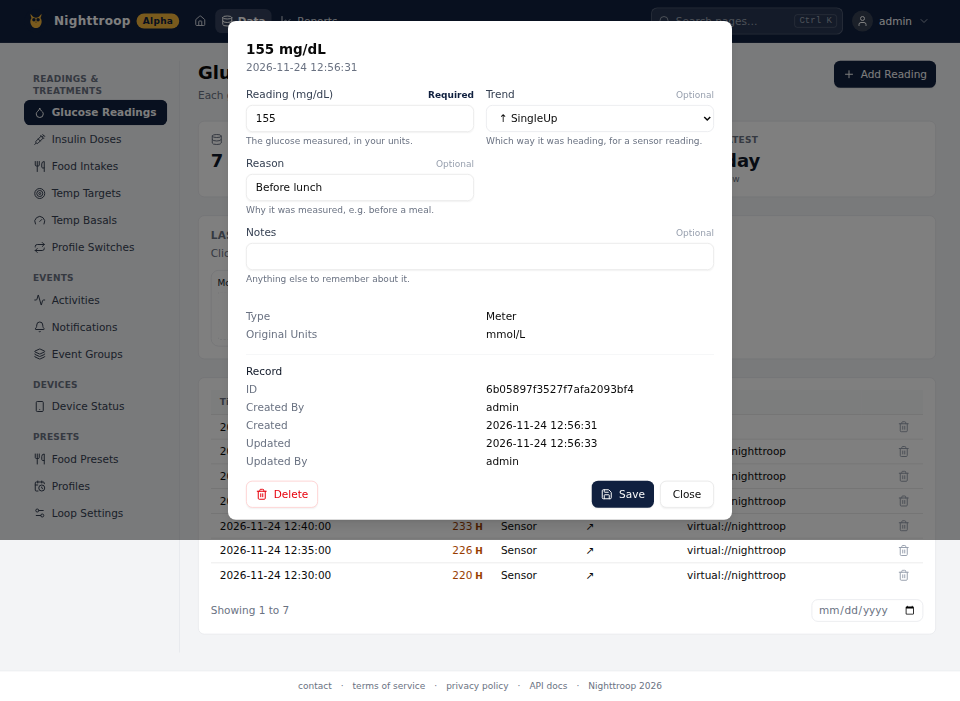 Nighttroop Alpha Data Reports Search pages... Ctrl K admin
155 mg/dL
2026-11-24 12:56:31
Reading (mg/dL) Required
155
The glucose measured, in your units.
Trend Optional
↑ SingleUp
Which way it was heading, for a sensor reading.
Reason Optional
Before lunch
Why it was measured, e.g. before a meal.
Notes Optional
Anything else to remember about it.
Type Meter
Original Units mmol/L
Record
ID 6b05897f3527f7afa2093bf4
Created By admin
Created 2026-11-24 12:56:31
Updated 2026-11-24 12:56:33
Updated By admin
Delete Save Close
READINGS &
TREATMENTS
Glucose Readings
Insulin Doses
Food Intakes
Temp Targets
Temp Basals
Profile Switches
EVENTS
Activities
Notifications
Event Groups
DEVICES
Device Status
PRESETS
Food Presets
Profiles
Loop Settings
Add Reading
Each
7
2026-11-24 12:40:00 233 H Sensor ↗ virtual://nighttroop
2026-11-24 12:35:00 226 H Sensor ↗ virtual://nighttroop
2026-11-24 12:30:00 220 H Sensor ↗ virtual://nighttroop
Showing 1 to 7 mm/dd/yyyy
contact · terms of service · privacy policy · API docs · Nighttroop 2026